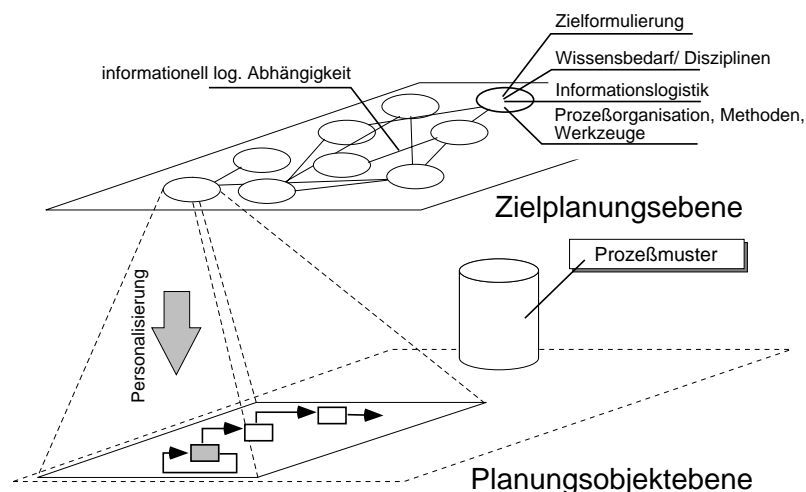 Zielformulierung
Wissensbedarf/ Disziplinen
informationell log. Abhängigkeit
Informationslogistik
Prozeßorganisation, Methoden,
Werkzeuge
Zielplanungsebene
Prozeßmuster
Personalisierung
Planungsobjektebene